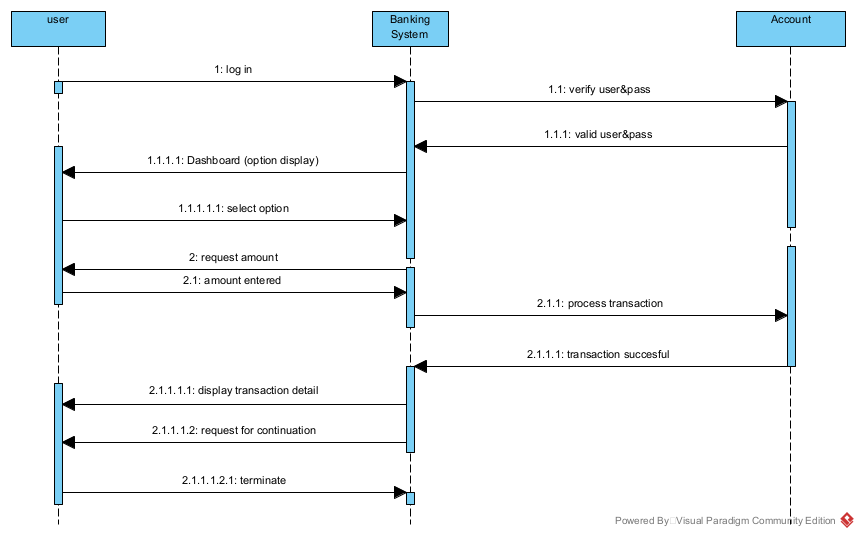 user
Banking
System
Account
1: log in
1.1: verify user&pass
1.1.1: valid user&pass
1.1.1.1: Dashboard (option display)
1.1.1.1.1: select option
2: request amount
2.1: amount entered
2.1.1: process transaction
2.1.1.1: transaction succesful
2.1.1.1.1: display transaction detail
2.1.1.1.2: request for continuation
2.1.1.1.2.1: terminate
Powered By Visual Paradigm Community Edition